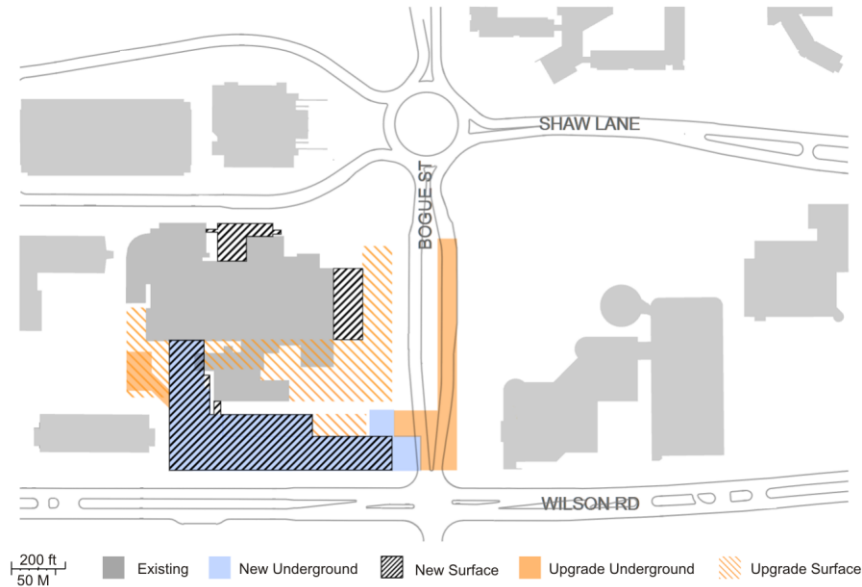 SHAW LANE
BOGUE ST
WILSON RD
200 ft
50 M
Existing
New Underground
New Surface
Upgrade Underground
Upgrade Surface